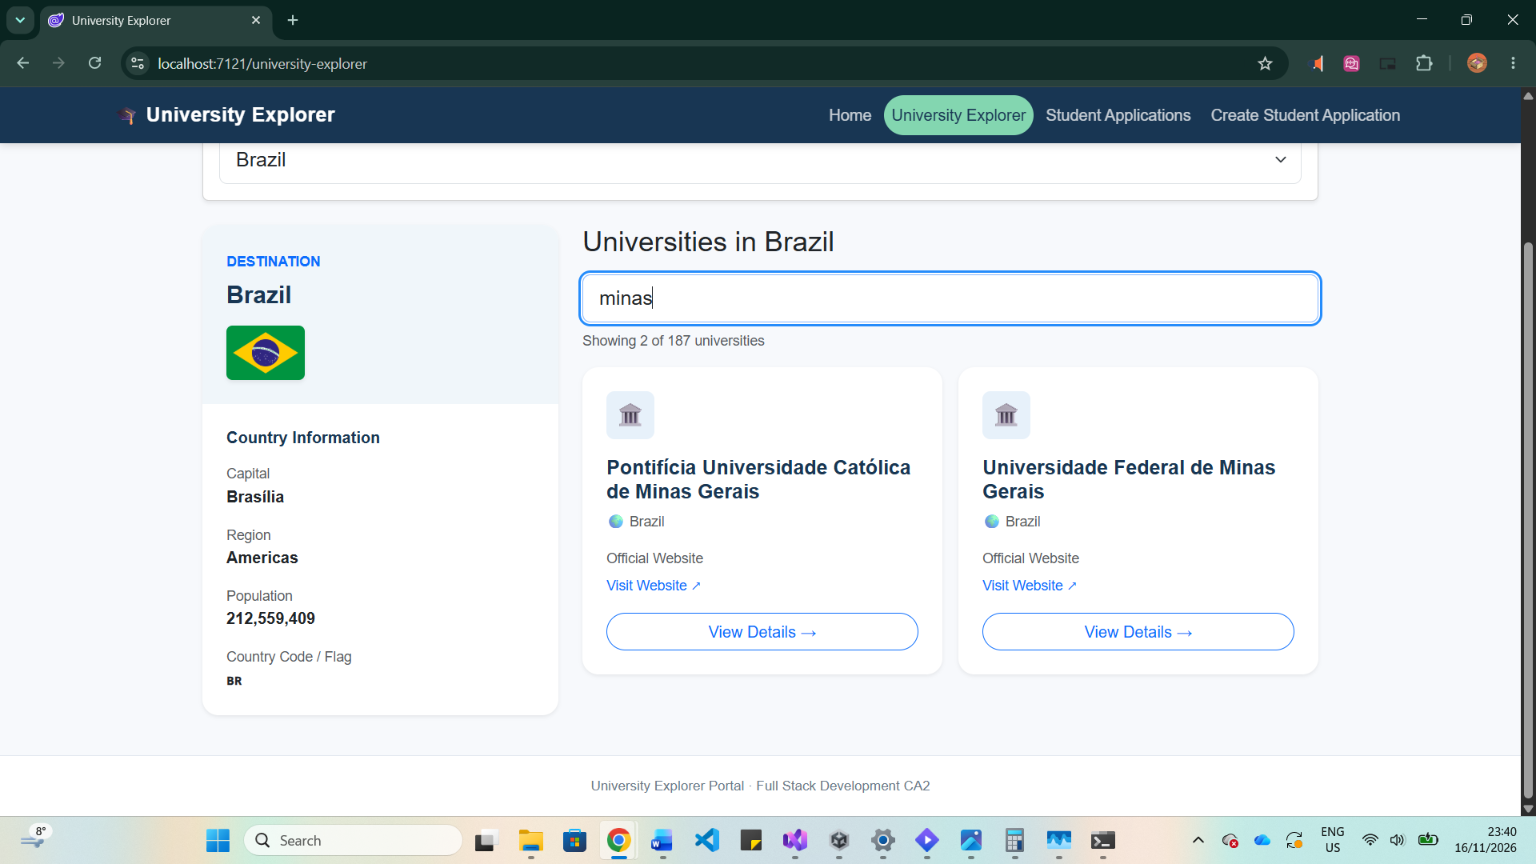 University Explorer
localhost:7121/university-explorer
University Explorer
Home
University Explorer
Student Applications
Create Student Application
Brazil
DESTINATION
Brazil
Country Information
Capital
Brasília
Region
Americas
Population
212,559,409
Country Code / Flag
BR
Universities in Brazil
minas
Showing 2 of 187 universities
Pontifícia Universidade Católica
de Minas Gerais
Brazil
Official Website
Visit Website ↗
View Details →
Universidade Federal de Minas
Gerais
Brazil
Official Website
Visit Website ↗
View Details →
University Explorer Portal · Full Stack Development CA2
8°
Search
ENG
US
23:40
16/11/2026